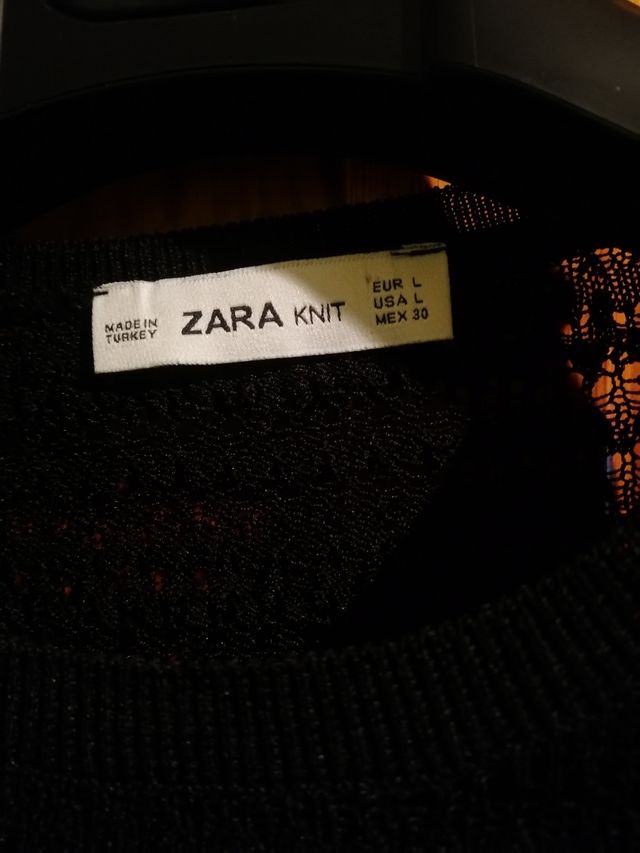 MADE IN
TURKEY
ZARA KNIT
EUR L
USA L
MEX 30